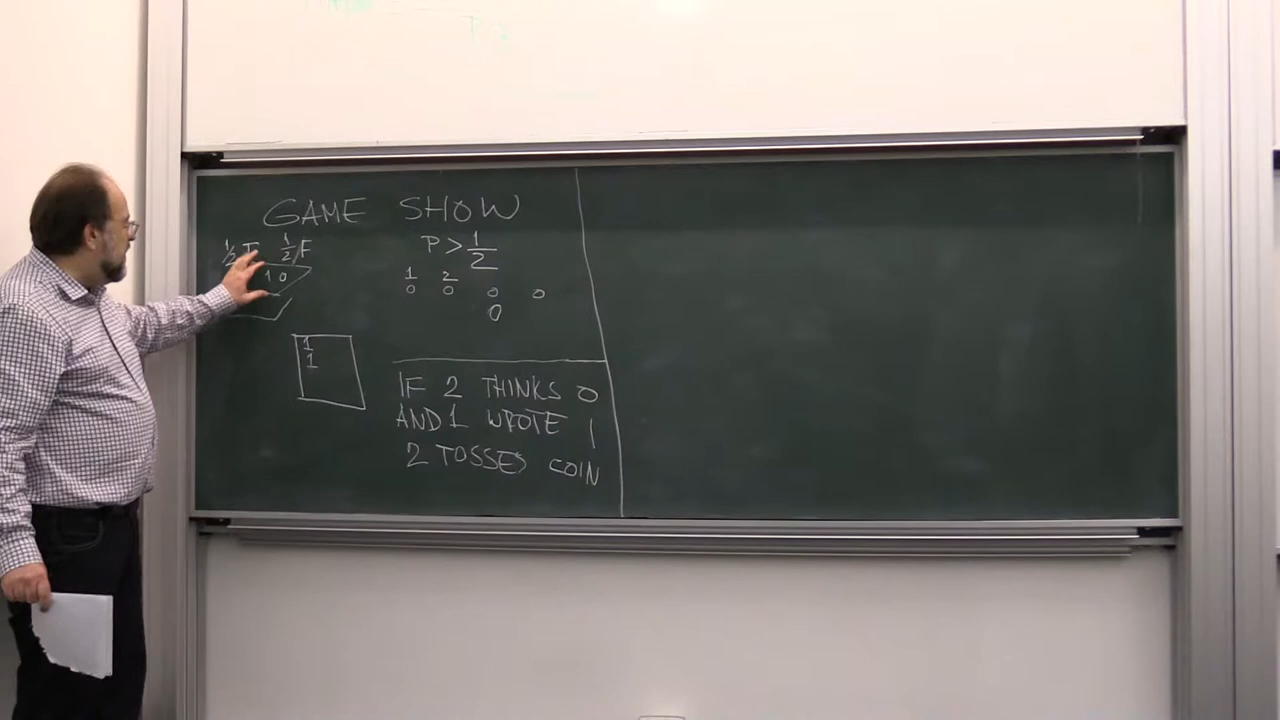 GAME SHOW
1/2 T 1/2 F
P > 1/2
1 0
1 2
0 0 0 0
0
1
1
IF 2 THINKS 0
AND 1 WROTE 1
2 TOSSES COIN